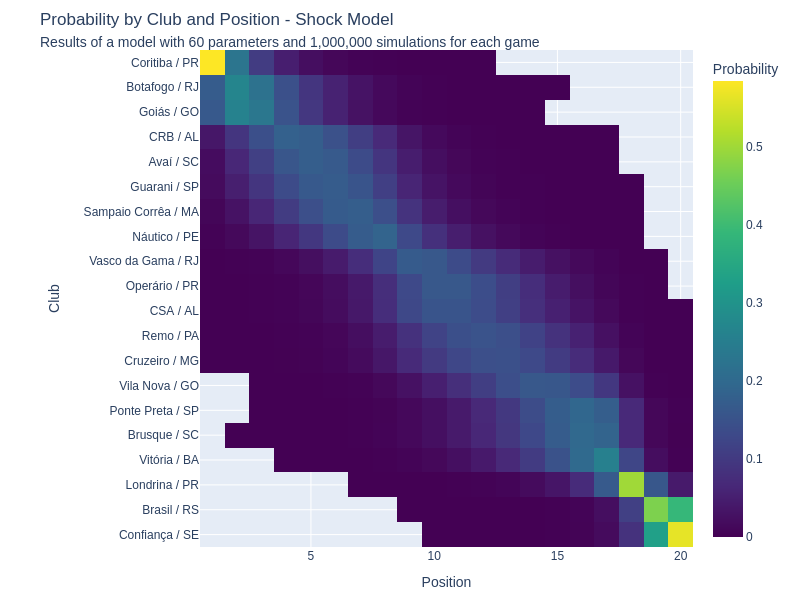 Probability by Club and Position - Shock Model
Results of a model with 60 parameters and 1,000,000 simulations for each game
Probability
Coritiba / PR
Botafogo / RJ
Goiás / GO
CRB / AL
Avaí / SC
Guarani / SP
Sampaio Corrêa / MA
Náutico / PE
Vasco da Gama / RJ
Operário / PR
CSA / AL
Remo / PA
Cruzeiro / MG
Vila Nova / GO
Ponte Preta / SP
Brusque / SC
Vitória / BA
Londrina / PR
Brasil / RS
Confiança / SE
Club
5
10
15
20
Position
0.5
0.4
0.3
0.2
0.1
0